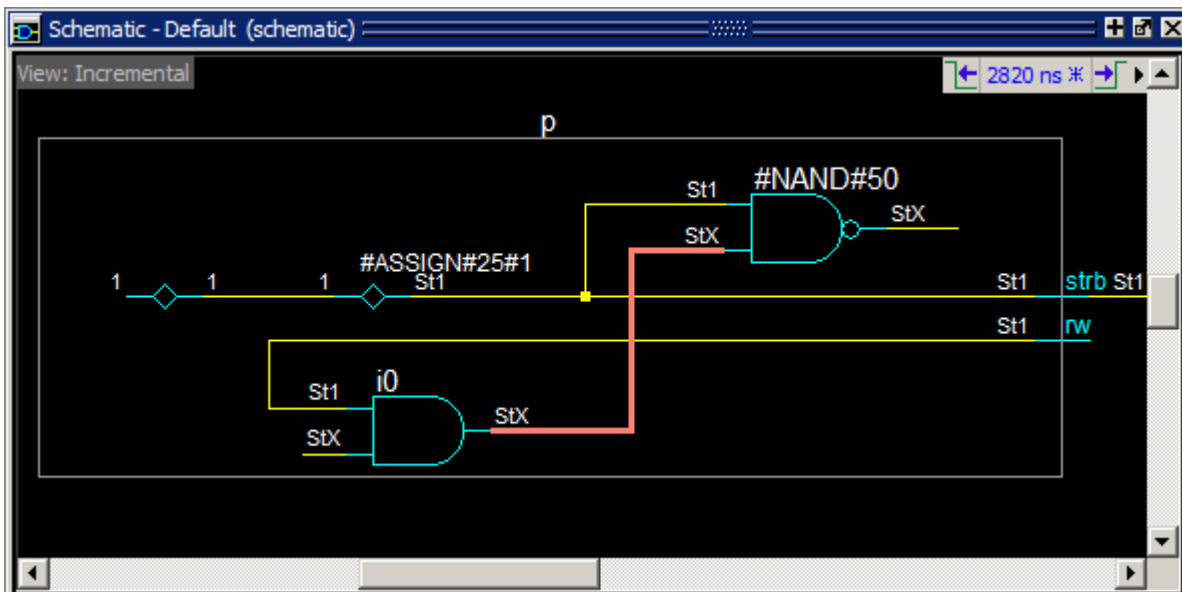 Schematic - Default (schematic)
View: Incremental
2820 ns
p
#NAND#50
St1
StX
StX
#ASSIGN#25#1
1
1
1
St1
St1
strb
St1
St1
rw
i0
St1
StX
StX